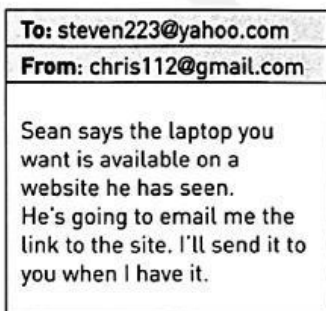 To: steven223@yahoo.com
From: chris112@gmail.com
Sean says the laptop you
want is available on a
website he has seen.
He's going to email me the
link to the site. I'll send it to
you when I have it.